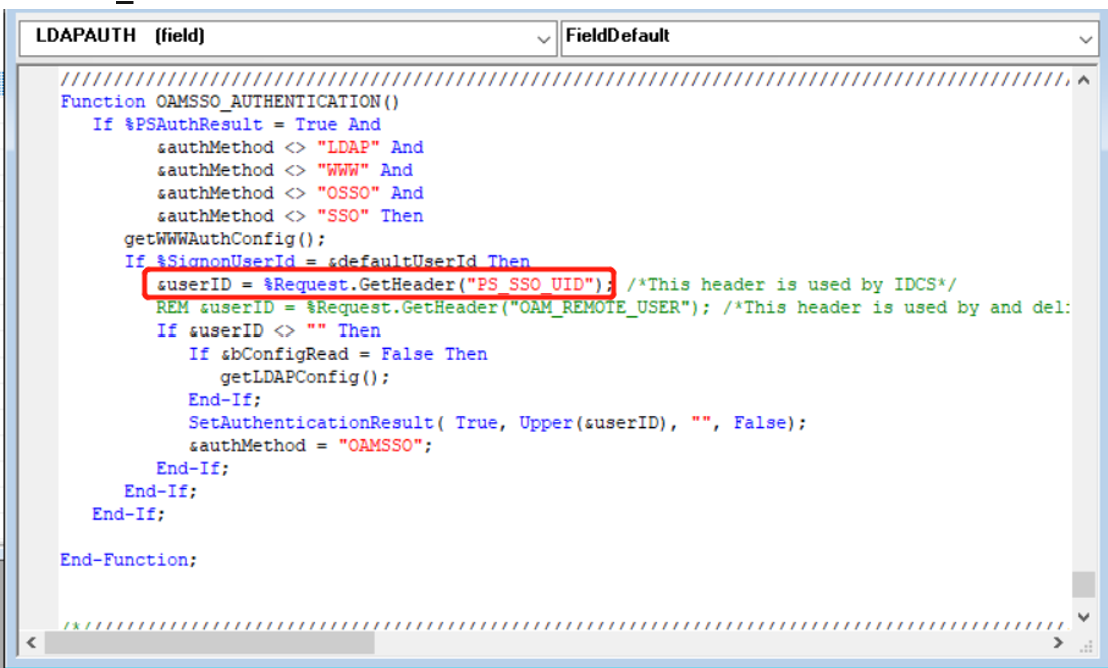 LDAPAUTH (field) FieldDefault
////////////////////////////////////////////////////////////////////////////////////////////////
Function OAMSSO_AUTHENTICATION()
If %PSAuthResult = True And
&authMethod <> "LDAP" And
&authMethod <> "WWW" And
&authMethod <> "OSSO" And
&authMethod <> "SSO" Then
getWWWAuthConfig();
If %SignonUserId = &defaultUserId Then
&userID = %Request.GetHeader("PS_SSO_UID"); /*This header is used by IDCS*/
REM &userID = %Request.GetHeader("OAM_REMOTE_USER"); /*This header is used by and deli
If &userID <> "" Then
If &bConfigRead = False Then
getLDAPConfig();
End-If;
SetAuthenticationResult( True, Upper(&userID), "", False);
&authMethod = "OAMSSO";
End-If;
End-If;
End-If;
End-Function;
/*//////////////////////////////////////////////////////////////////////////////////////////////